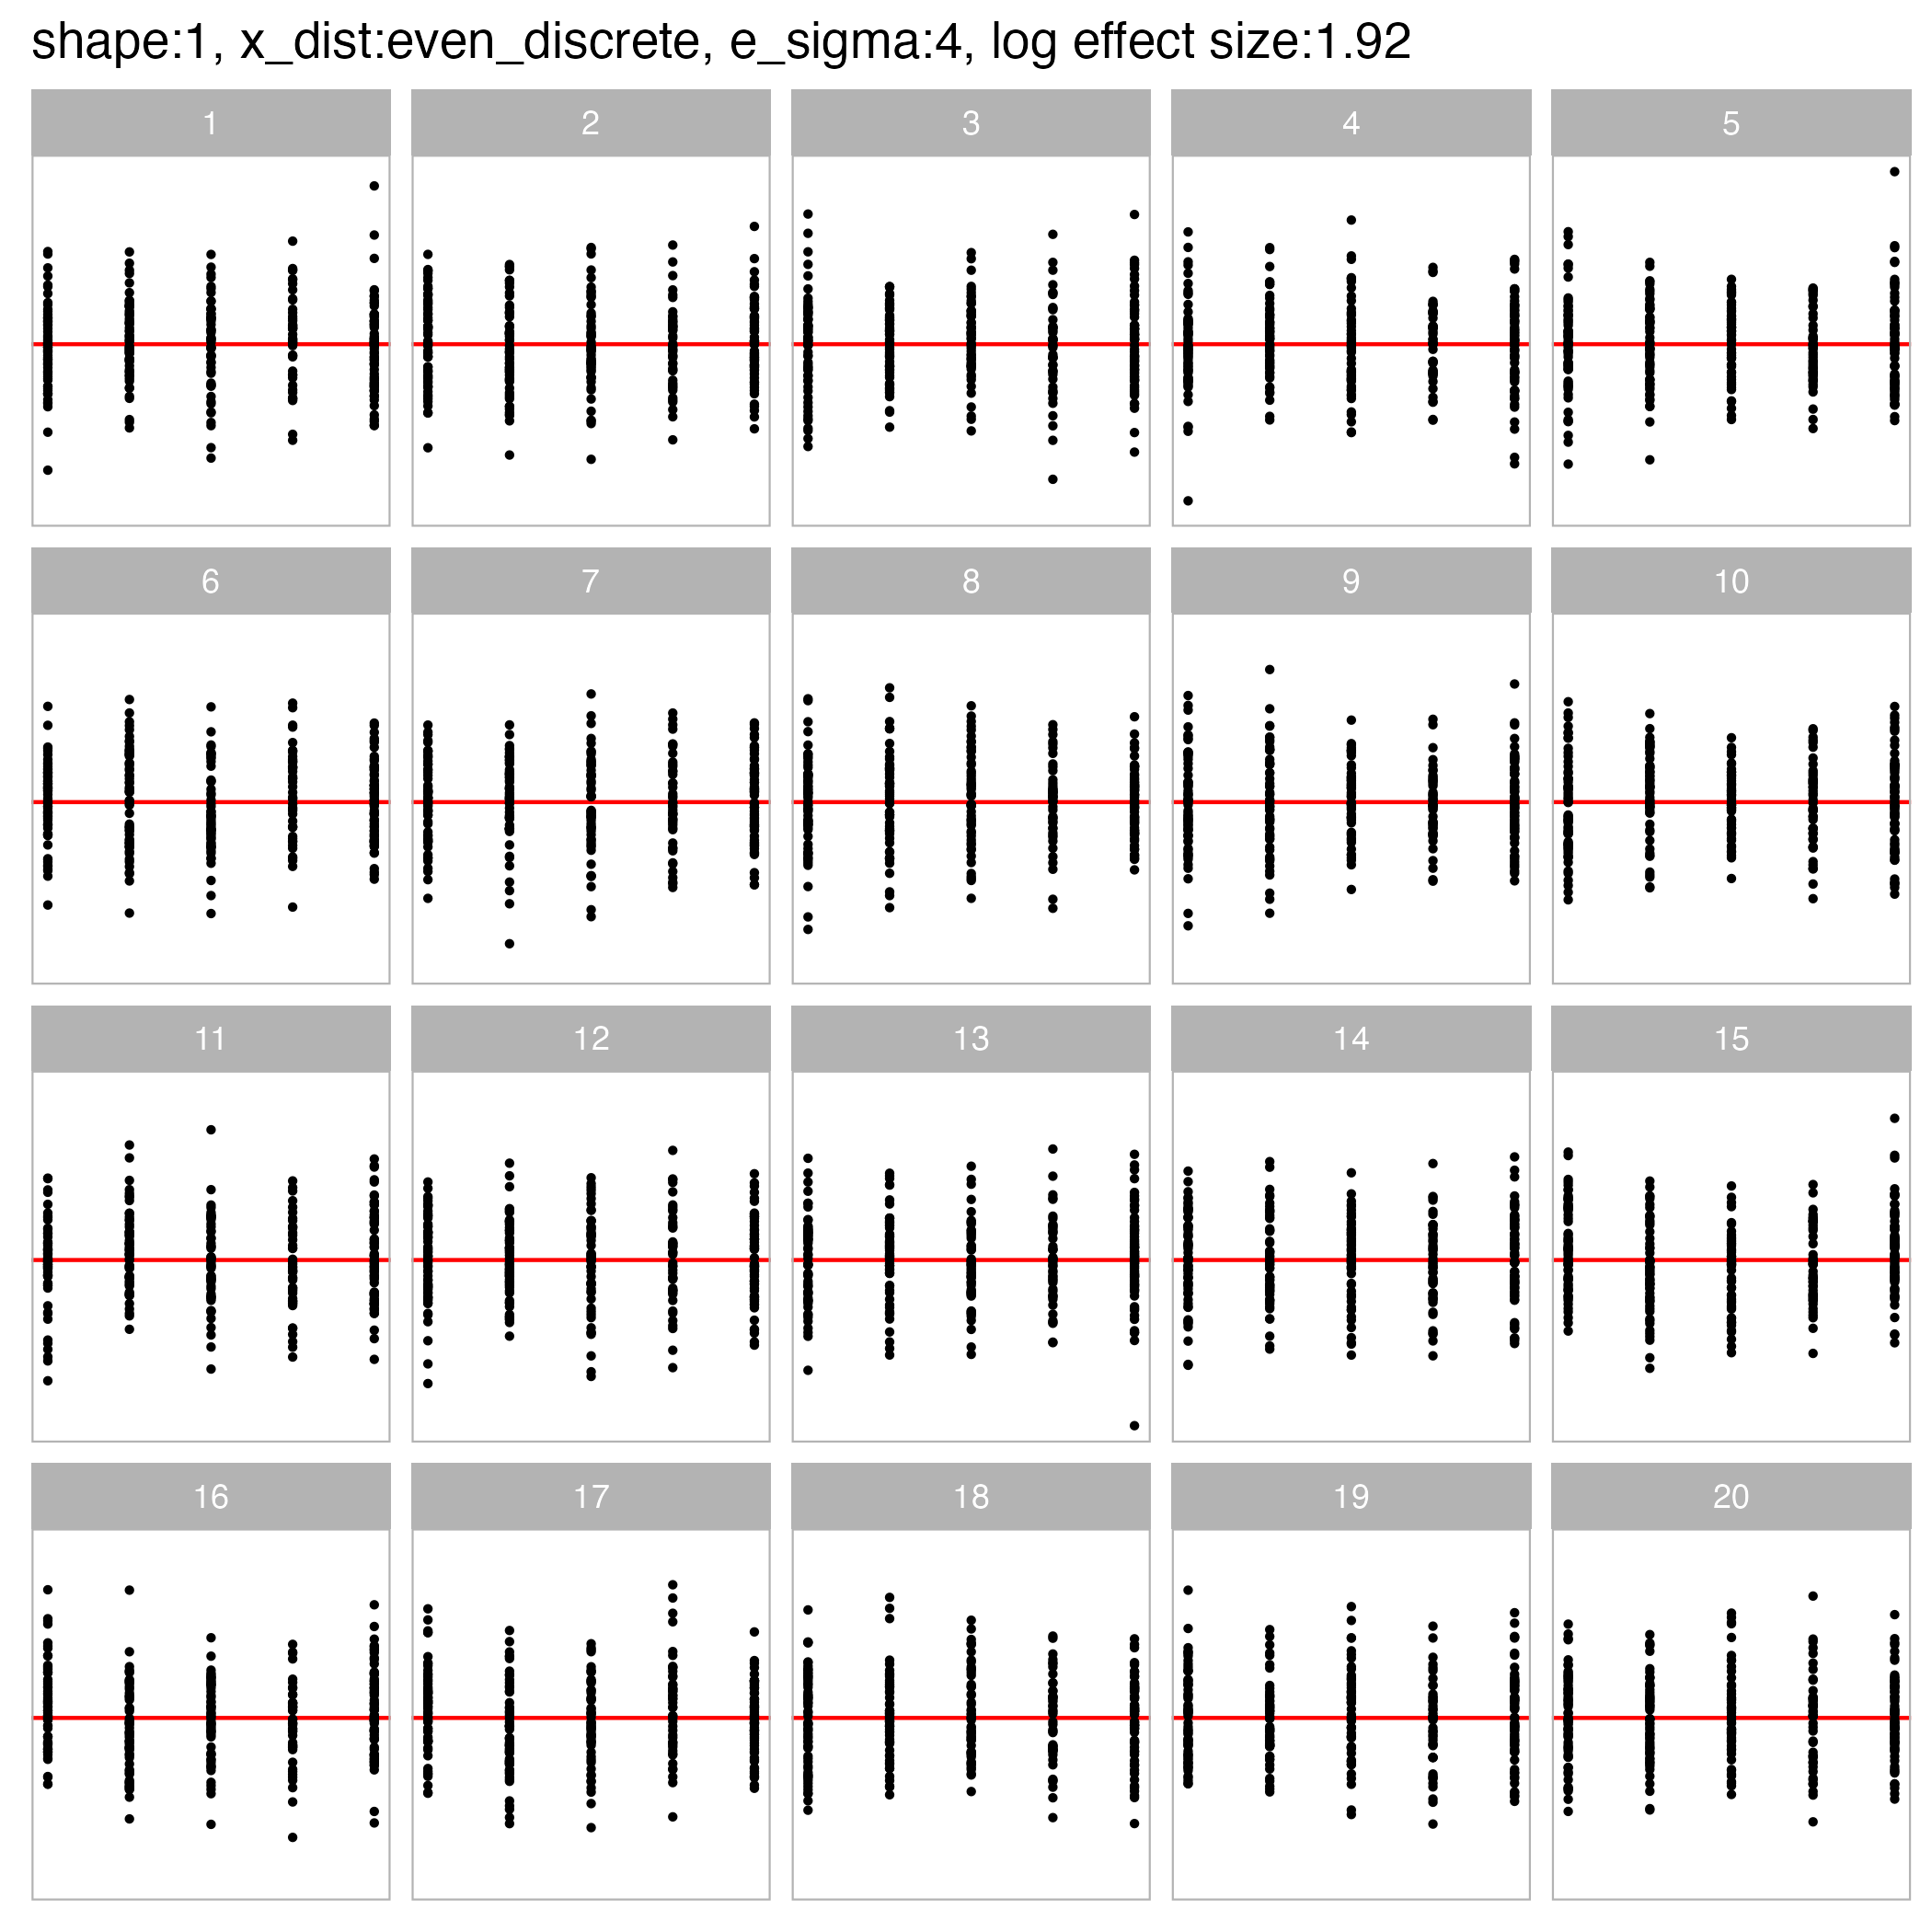 shape:1, x_dist:even_discrete, e_sigma:4, log effect size:1.92
1 2 3 4 5
6 7 8 9 10
11 12 13 14 15
16 17 18 19 20